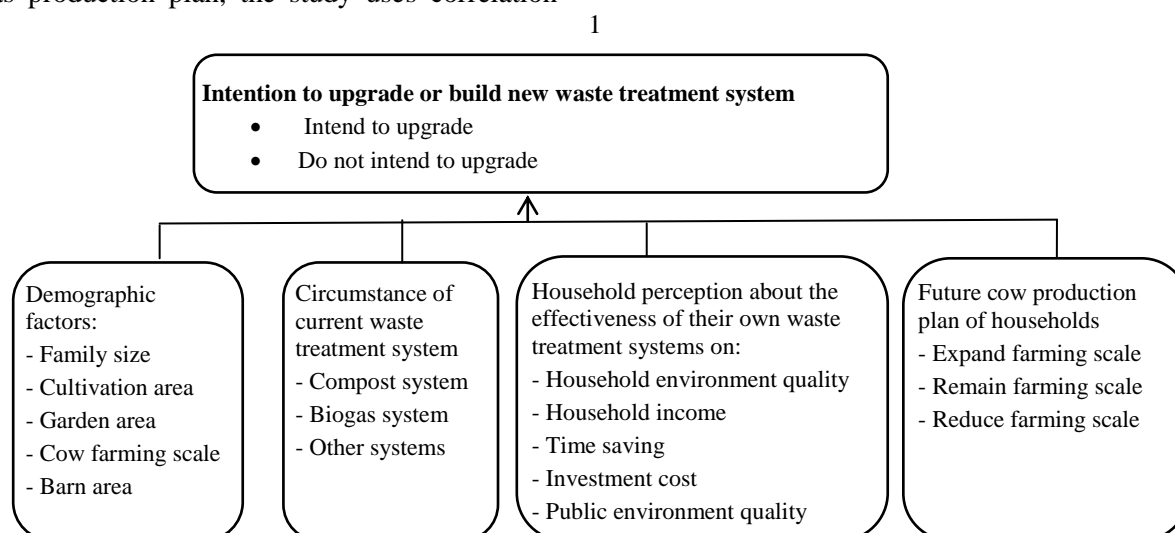 production plan, the study uses correlation
1
Intention to upgrade or build new waste treatment system
• Intend to upgrade
• Do not intend to upgrade
Demographic
factors:
- Family size
- Cultivation area
- Garden area
- Cow farming scale
- Barn area
Circumstance of
current waste
treatment system
- Compost system
- Biogas system
- Other systems
Household perception about the
effectiveness of their own waste
treatment systems on:
- Household environment quality
- Household income
- Time saving
- Investment cost
- Public environment quality
Future cow production
plan of households
- Expand farming scale
- Remain farming scale
- Reduce farming scale